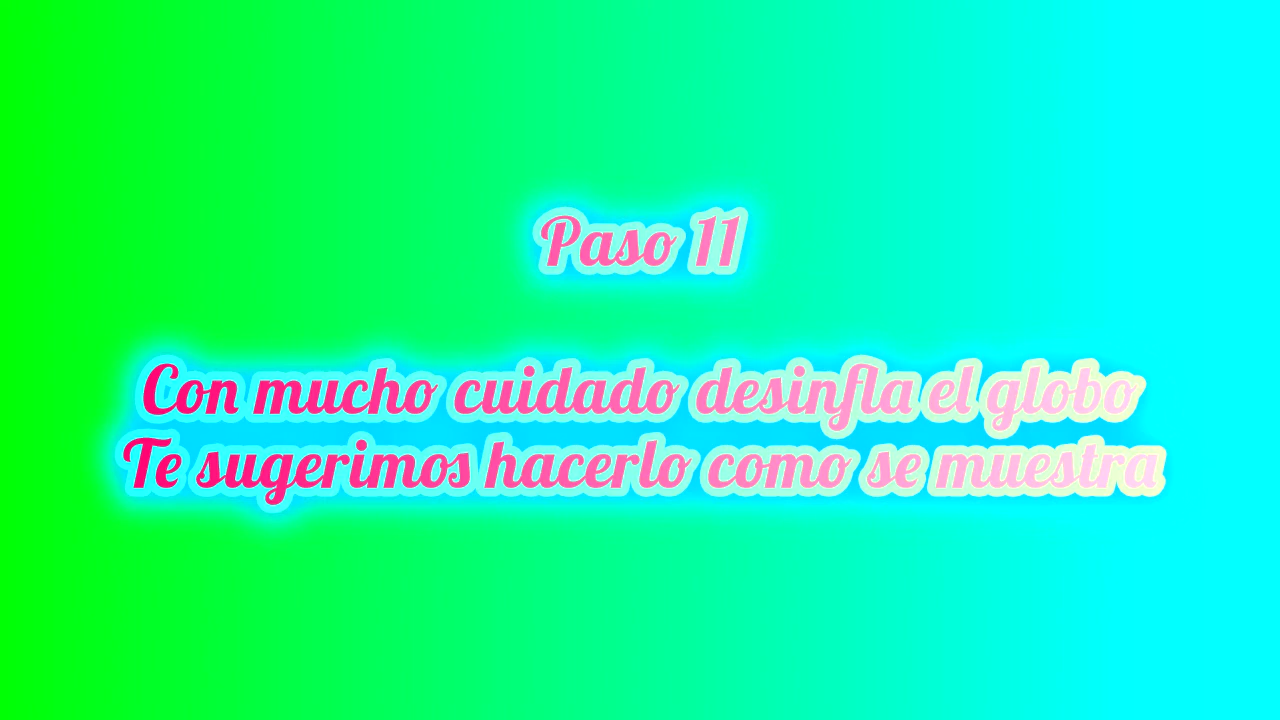 Paso 11
Con mucho cuidado desinfla el globo
Te sugerimos hacerlo como se muestra